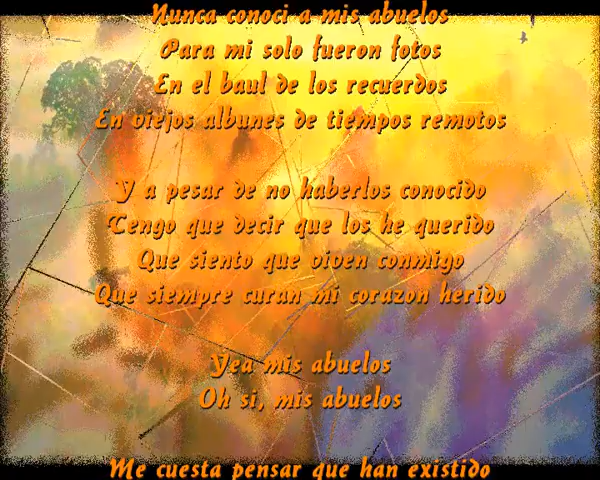 Nunca conoci a mis abuelos
Para mi solo fueron fotos
En el baul de los recuerdos
En viejos albunes de tiempos remotos
Y a pesar de no haberlos conocido
Tengo que decir que los he querido
Que siento que viven conmigo
Que siempre curan mi corazon herido
Yea mis abuelos
Oh si, mis abuelos
Me cuesta pensar que han existido